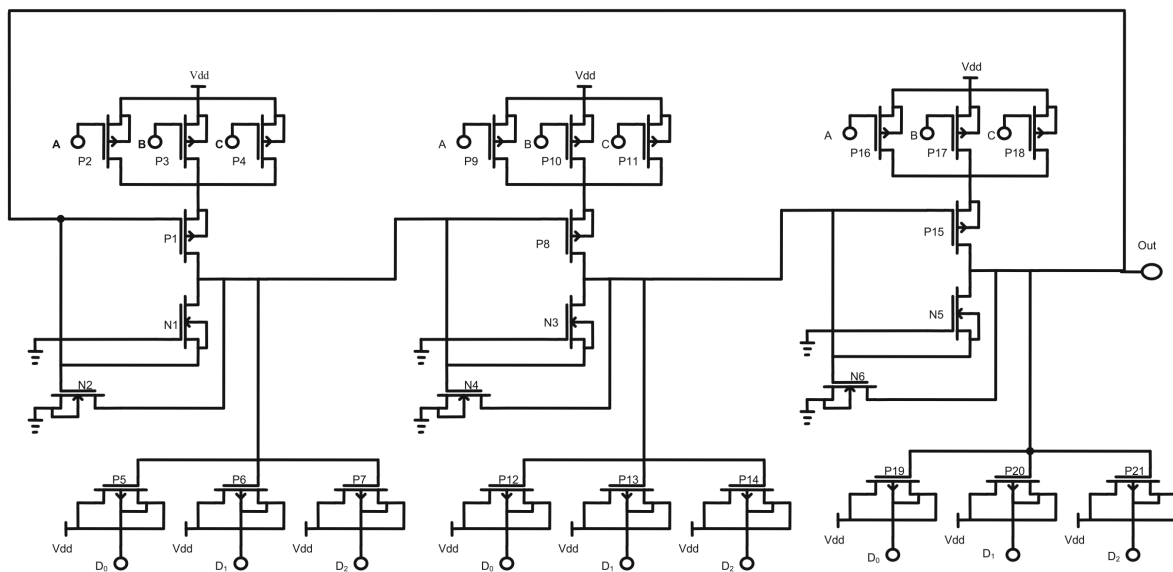 Vdd
Vdd
Vdd
A
B
C
P2
P3
P4
A
B
C
P9
P10
P11
A
B
C
P16
P17
P18
P1
P8
P15
Out
N1
N3
N5
N2
N4
N6
P5
P6
P7
P12
P13
P14
P19
P20
P21
Vdd
Vdd
Vdd
Vdd
Vdd
Vdd
Vdd
Vdd
Vdd
D₀
D₁
D₂
D₀
D₁
D₂
D₀
D₁
D₂